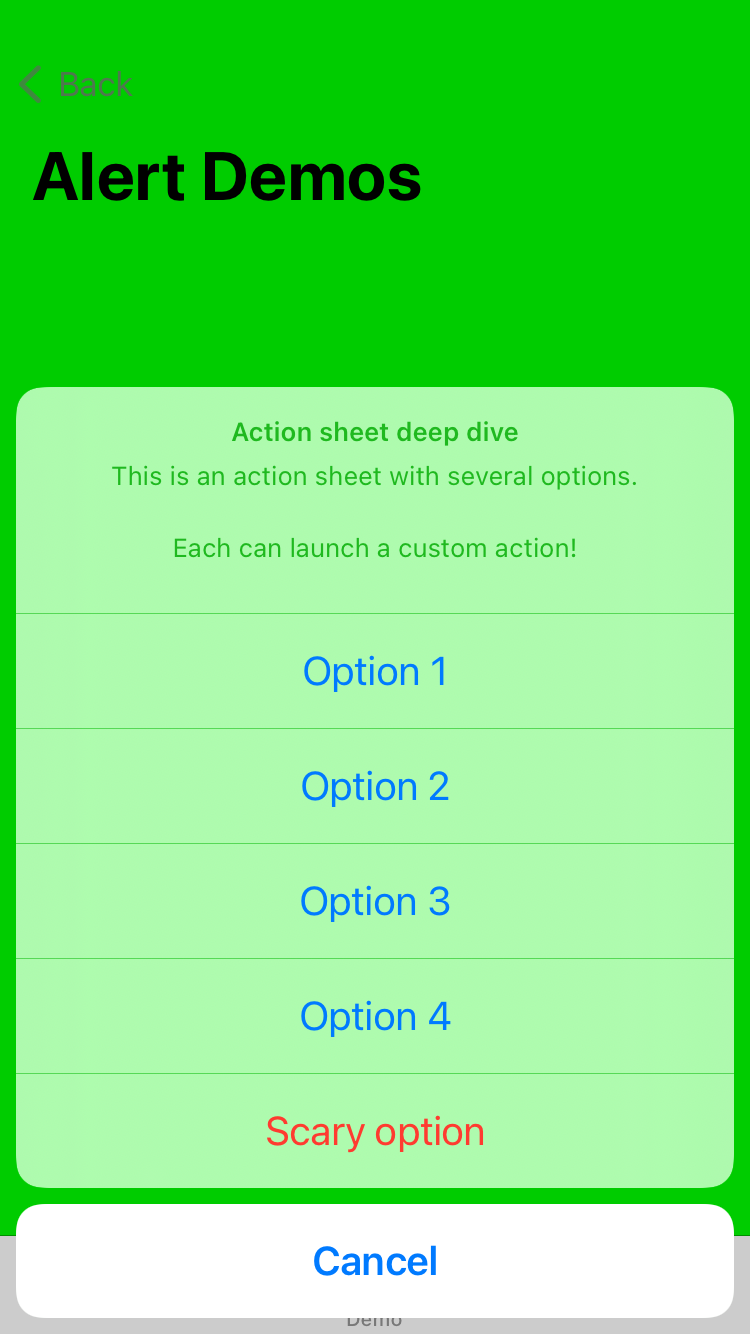 Back
Alert Demos
Action sheet deep dive
This is an action sheet with several options.
Each can launch a custom action!
Option 1
Option 2
Option 3
Option 4
Scary option
Cancel
Demo